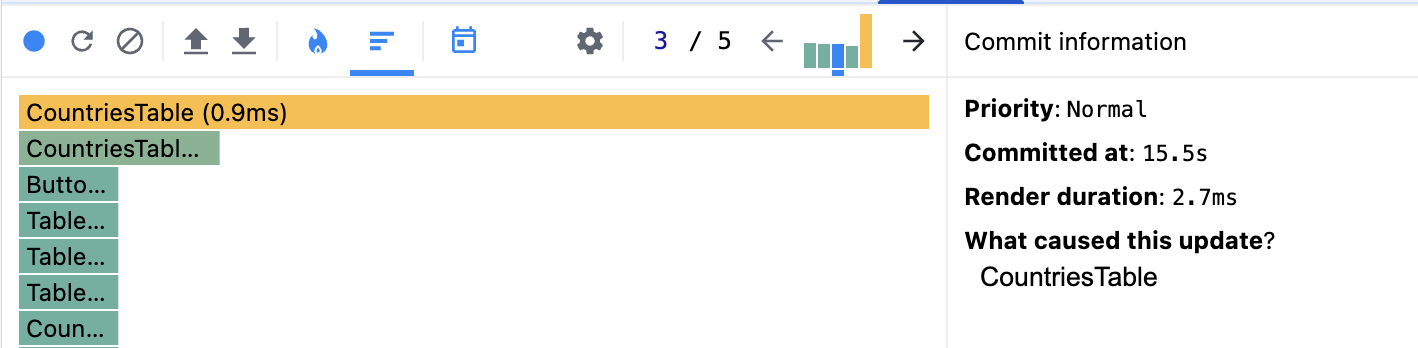 3 / 5
Commit information
CountriesTable (0.9ms)
CountriesTabl...
Butto...
Table...
Table...
Table...
Coun...
Priority: Normal
Committed at: 15.5s
Render duration: 2.7ms
What caused this update?
CountriesTable